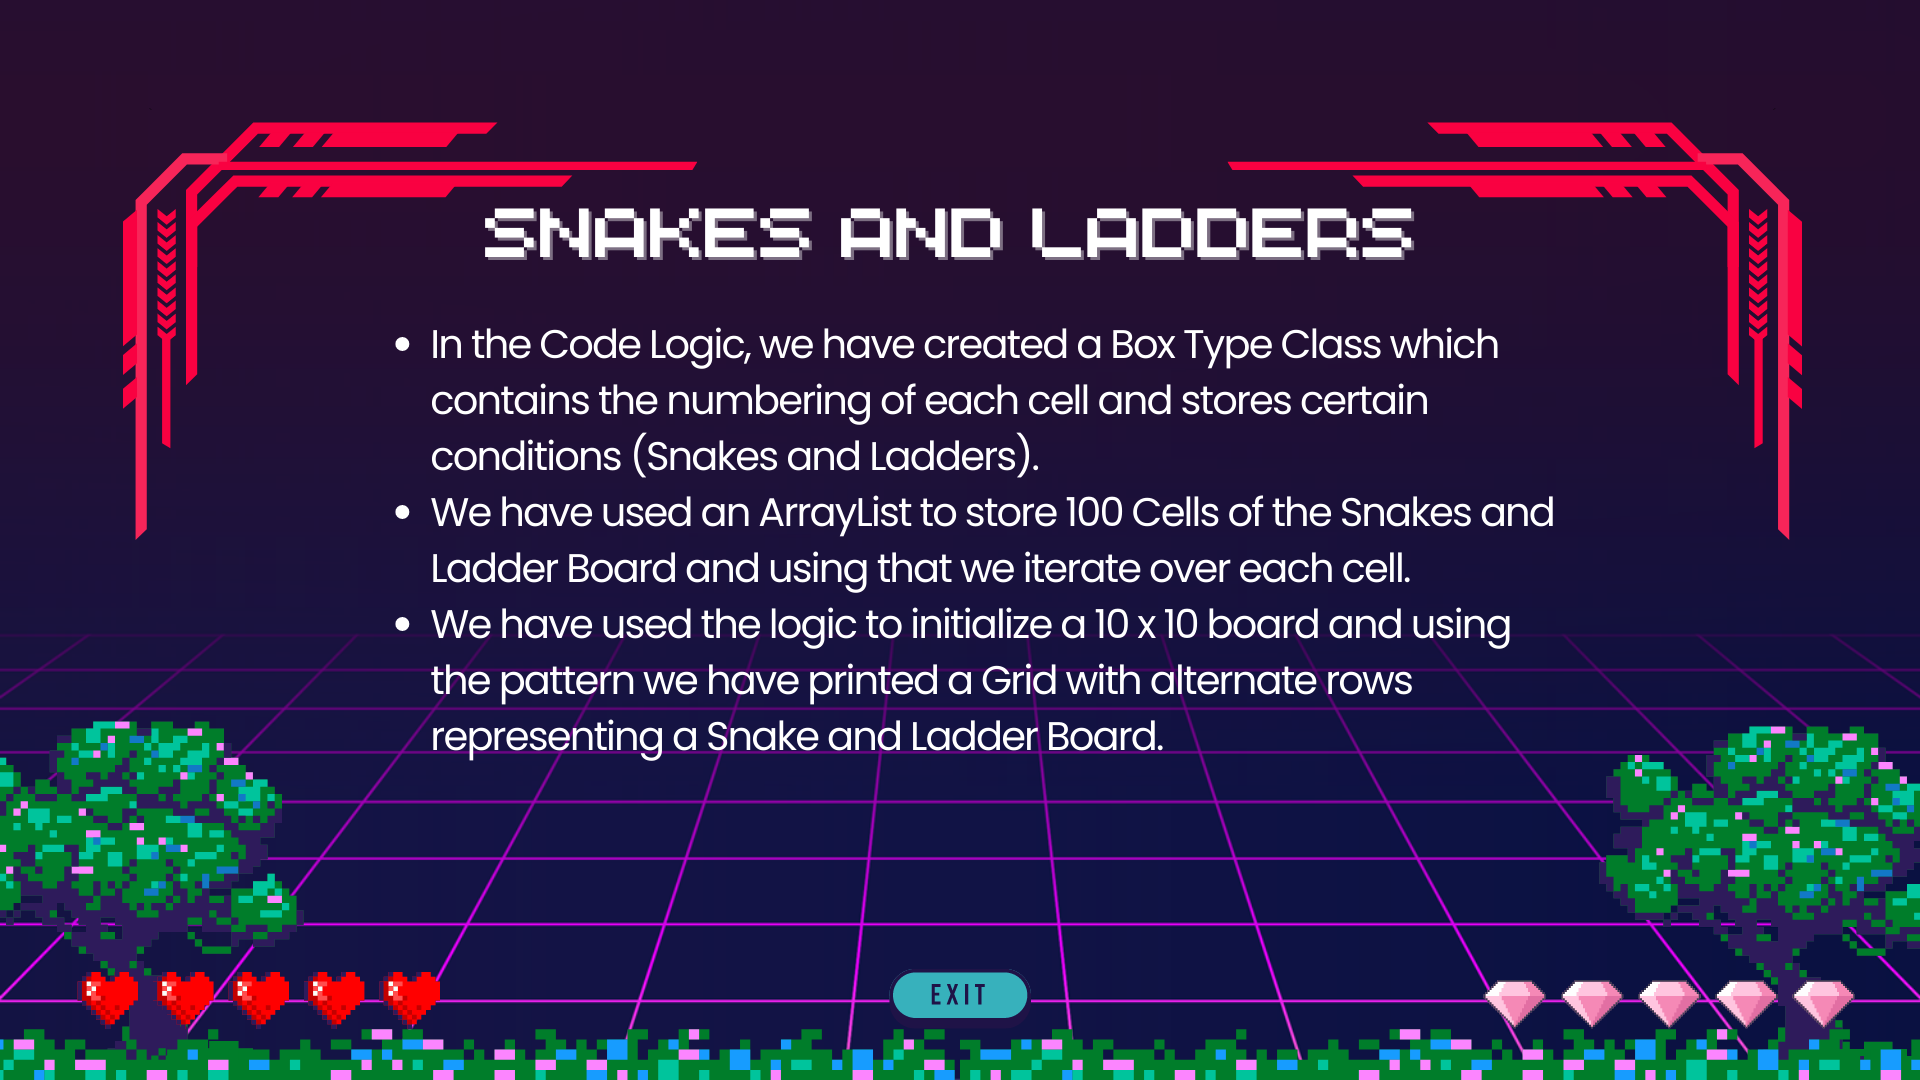 SNAKES AND LADDERS
• In the Code Logic, we have created a Box Type Class which
contains the numbering of each cell and stores certain
conditions (Snakes and Ladders).
• We have used an ArrayList to store 100 Cells of the Snakes and
Ladder Board and using that we iterate over each cell.
• We have used the logic to initialize a 10 x 10 board and using
the pattern we have printed a Grid with alternate rows
representing a Snake and Ladder Board.
EXIT